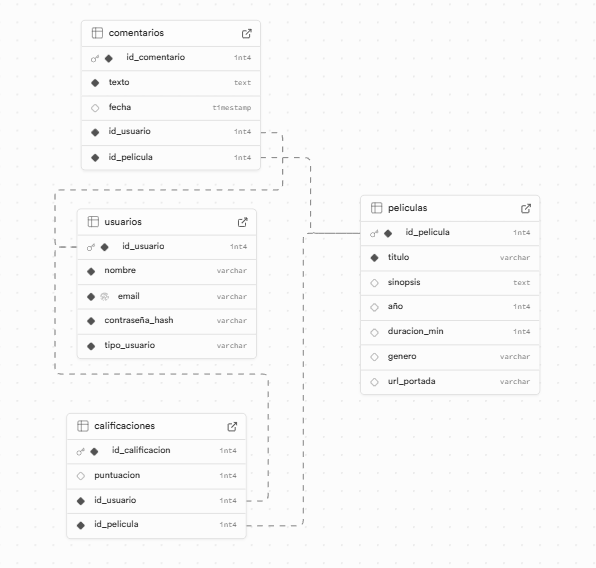 comentarios
id_comentario int4
texto text
fecha timestamp
id_usuario int4
id_pelicula int4
usuarios
id_usuario int4
nombre varchar
email varchar
contraseña_hash varchar
tipo_usuario varchar
peliculas
id_pelicula int4
titulo varchar
sinopsis text
año int4
duracion_min int4
genero varchar
url_portada varchar
calificaciones
id_calificacion int4
puntuacion int4
id_usuario int4
id_pelicula int4